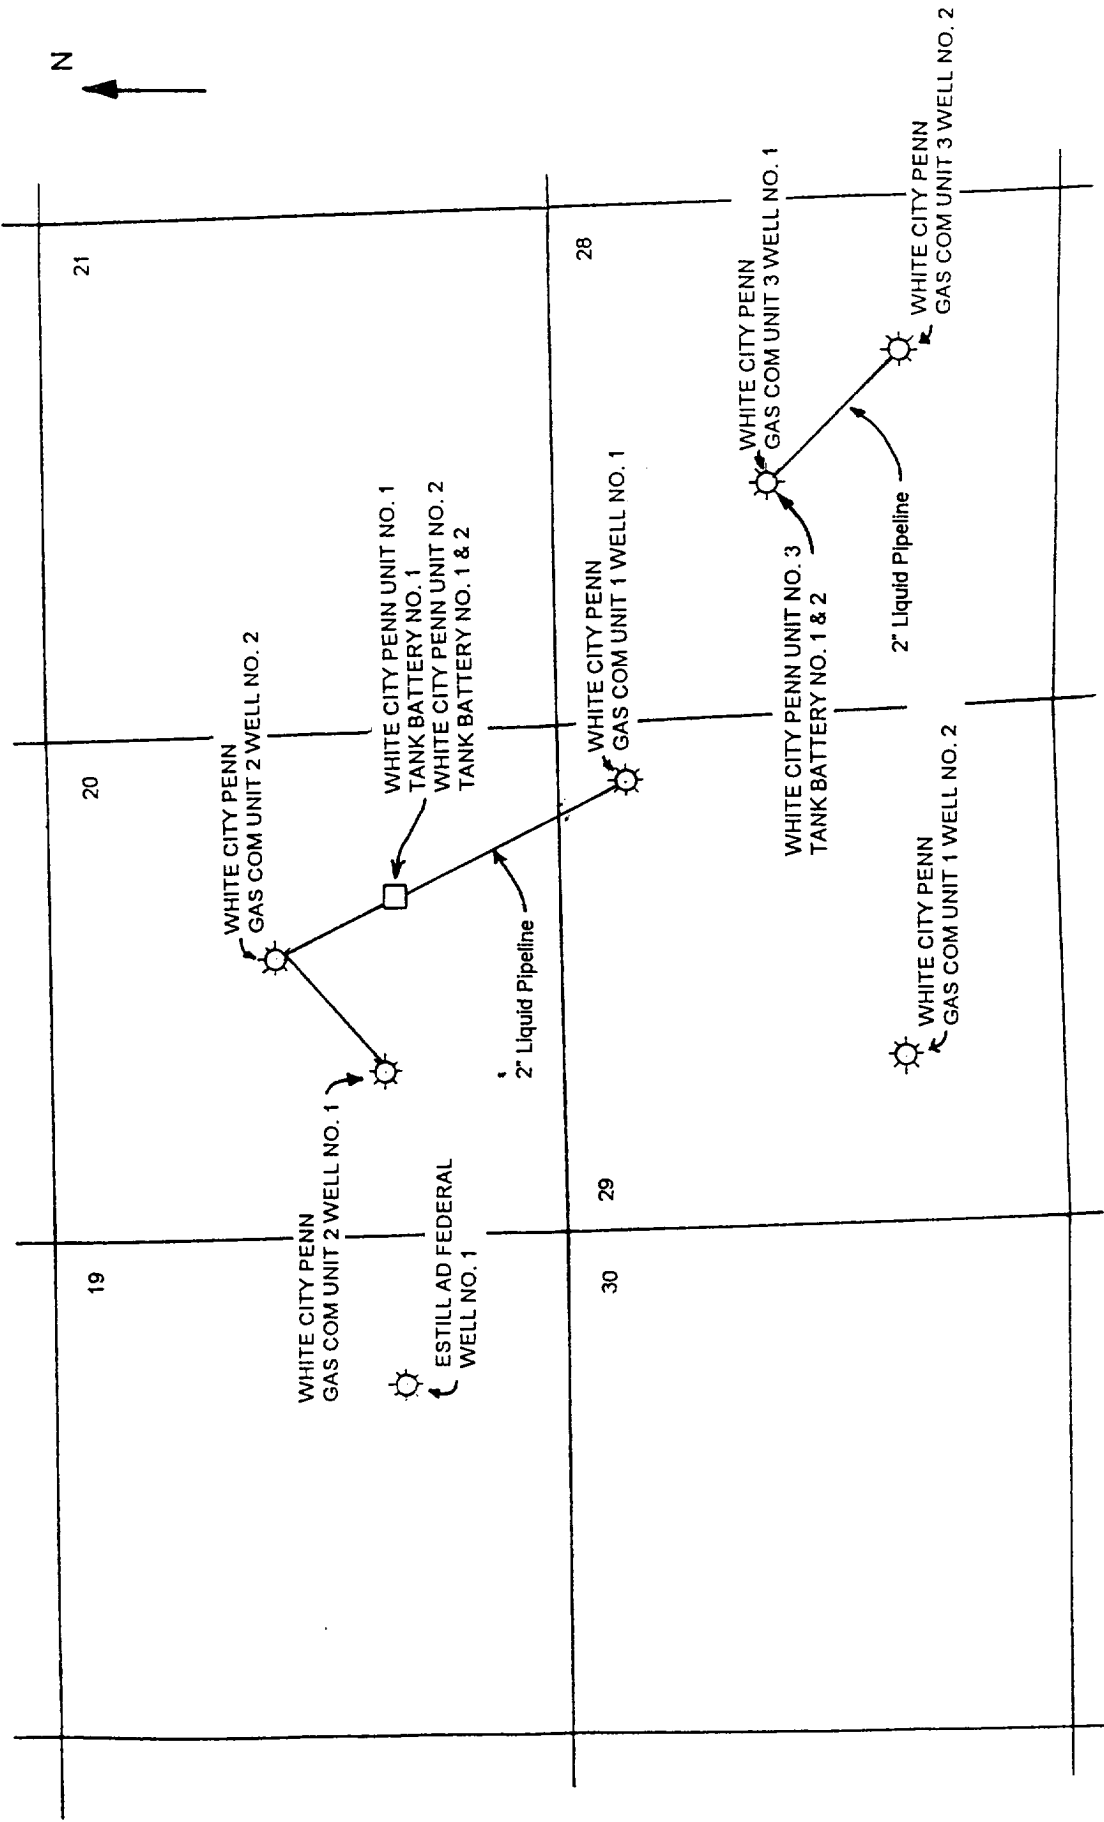 N
19
20
21
WHITE CITY PENN
GAS COM UNIT 2 WELL NO. 2
WHITE CITY PENN
GAS COM UNIT 2 WELL NO. 1
WHITE CITY PENN UNIT NO. 1
TANK BATTERY NO. 1
WHITE CITY PENN UNIT NO. 2
TANK BATTERY NO. 1 & 2
ESTILL AD FEDERAL
WELL NO. 1
2" Liquid Pipeline
30
29
28
WHITE CITY PENN
GAS COM UNIT 1 WELL NO. 1
WHITE CITY PENN
GAS COM UNIT 3 WELL NO. 1
WHITE CITY PENN UNIT NO. 3
TANK BATTERY NO. 1 & 2
2" Liquid Pipeline
WHITE CITY PENN
GAS COM UNIT 1 WELL NO. 2
WHITE CITY PENN
GAS COM UNIT 3 WELL NO. 2